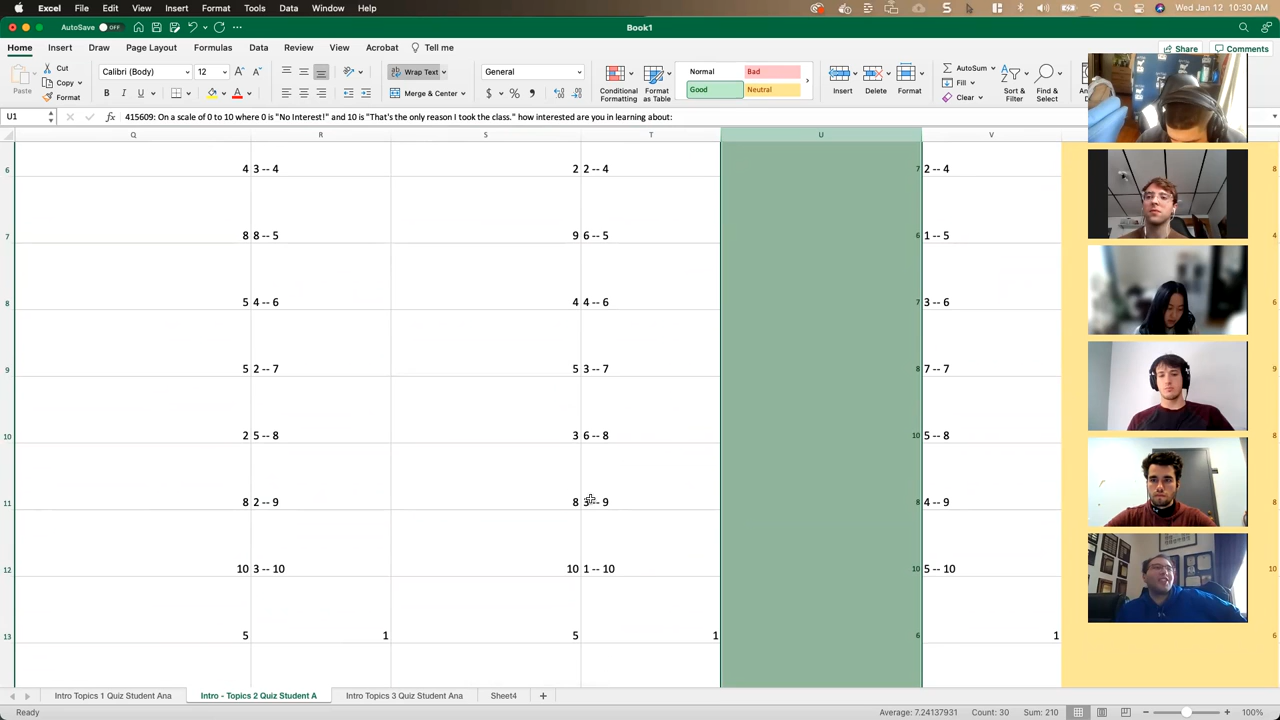 Excel File Edit View Insert Format Tools Data Window Help Wed Jan 12 10:30 AM
AutoSave OFF Book1
Home Insert Draw Page Layout Formulas Data Review View Acrobat Tell me Share Comments
Paste Cut Copy Format
Calibri (Body) 12 A A
B I U A
Wrap Text
Merge & Center
General
$ % ,
Conditional Formatting Format as Table
Normal Bad
Good Neutral
Insert Delete Format
AutoSum Fill Clear
Sort & Filter Find & Select
U1 fx 415609: On a scale of 0 to 10 where 0 is "No Interest!" and 10 is "That's the only reason I took the class." how interested are you in learning about:
Q R S T U V
6 4 3 -- 4 2 2 -- 4 7 2 -- 4 8
7 8 8 -- 5 9 6 -- 5 6 1 -- 5 4
8 5 4 -- 6 4 4 -- 6 7 3 -- 6 6
9 5 2 -- 7 5 3 -- 7 8 7 -- 7 9
10 2 5 -- 8 3 6 -- 8 10 5 -- 8
11 8 2 -- 9 8 3 -- 9 8 4 -- 9
12 10 3 -- 10 10 1 -- 10 10 5 -- 10 10
13 5 1 5 1 6 1 6
Intro Topics 1 Quiz Student Ana Intro - Topics 2 Quiz Student A Intro Topics 3 Quiz Student Ana Sheet4 +
Ready Average: 7.24137931 Count: 30 Sum: 210 100%